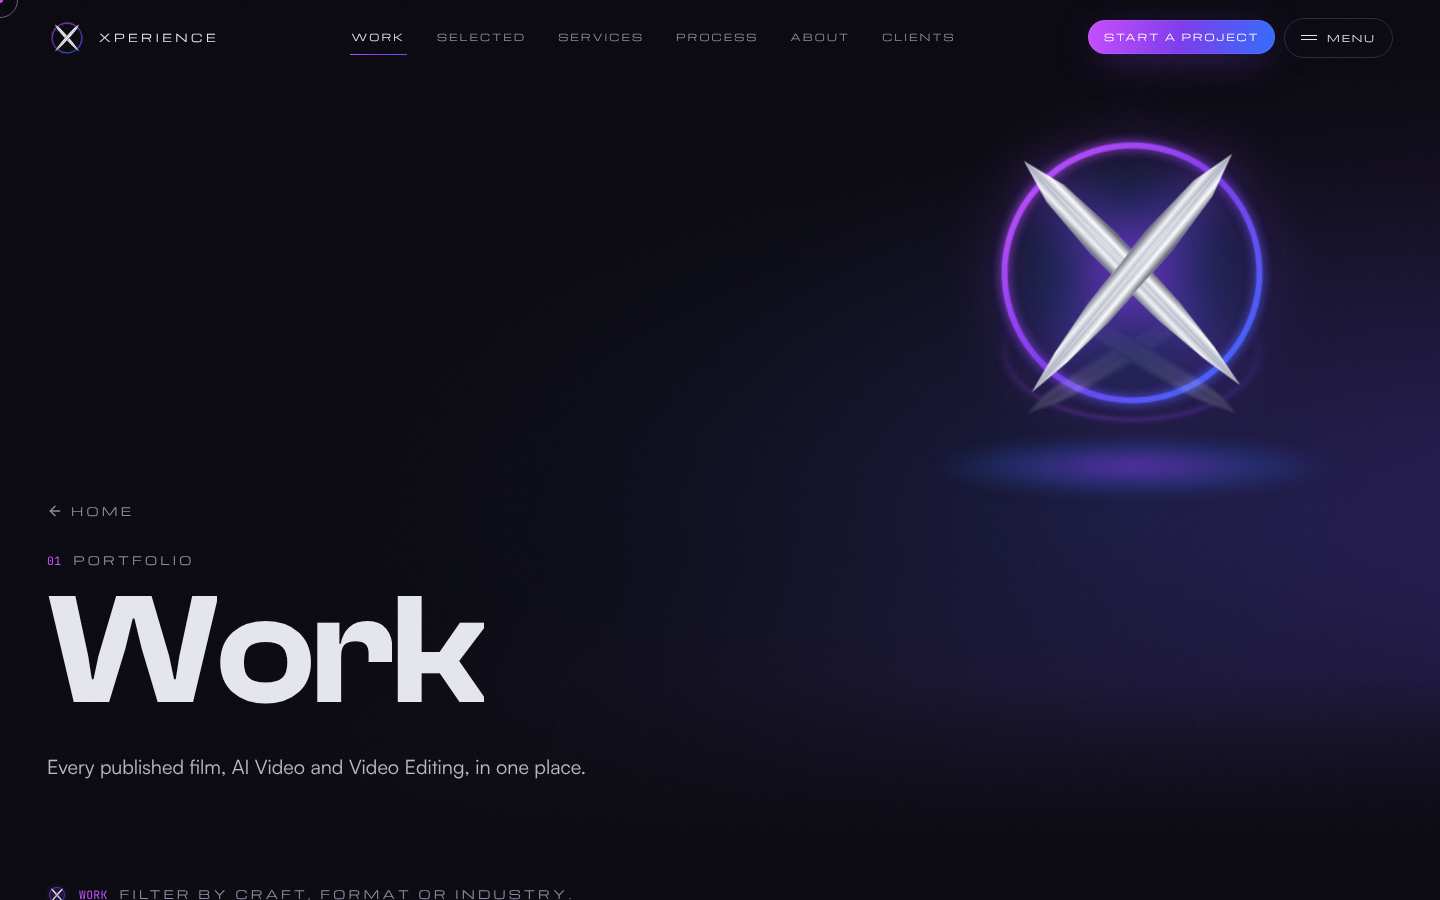 XPERIENCE
WORK SELECTED SERVICES PROCESS ABOUT CLIENTS
START A PROJECT
MENU
← HOME
01 PORTFOLIO
Work
Every published film, AI Video and Video Editing, in one place.
WORK FILTER BY CRAFT, FORMAT OR INDUSTRY.